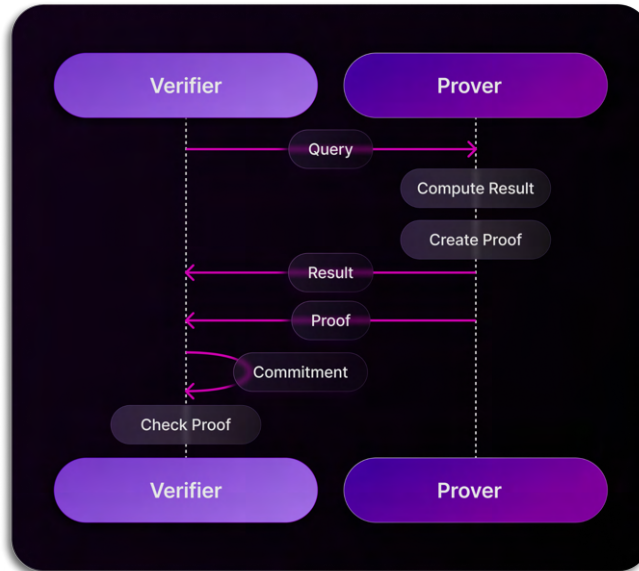 Verifier
Prover
Query
Compute Result
Create Proof
Result
Proof
Commitment
Check Proof
Verifier
Prover